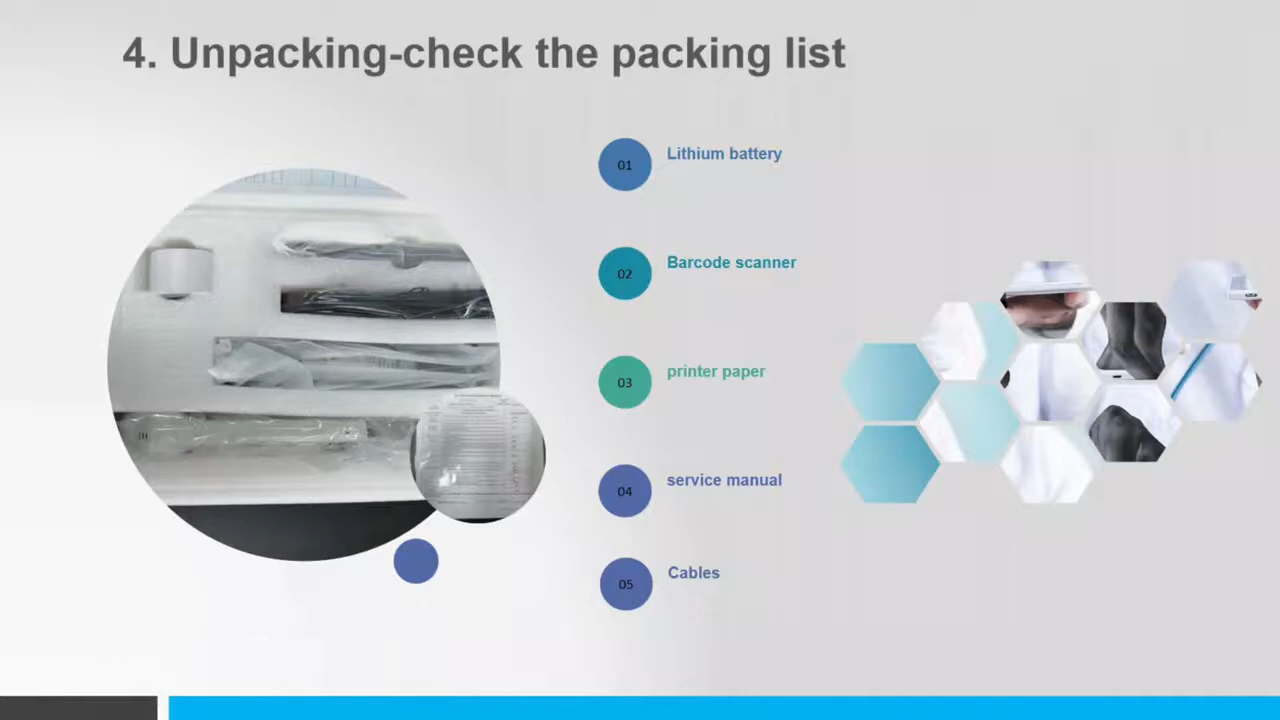 4. Unpacking-check the packing list
01
Lithium battery
02
Barcode scanner
03
printer paper
04
service manual
05
Cables